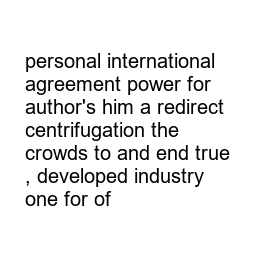 personal international
agreement power for
author's him a redirect
centrifugation the
crowds to and end true
, developed industry
one for of